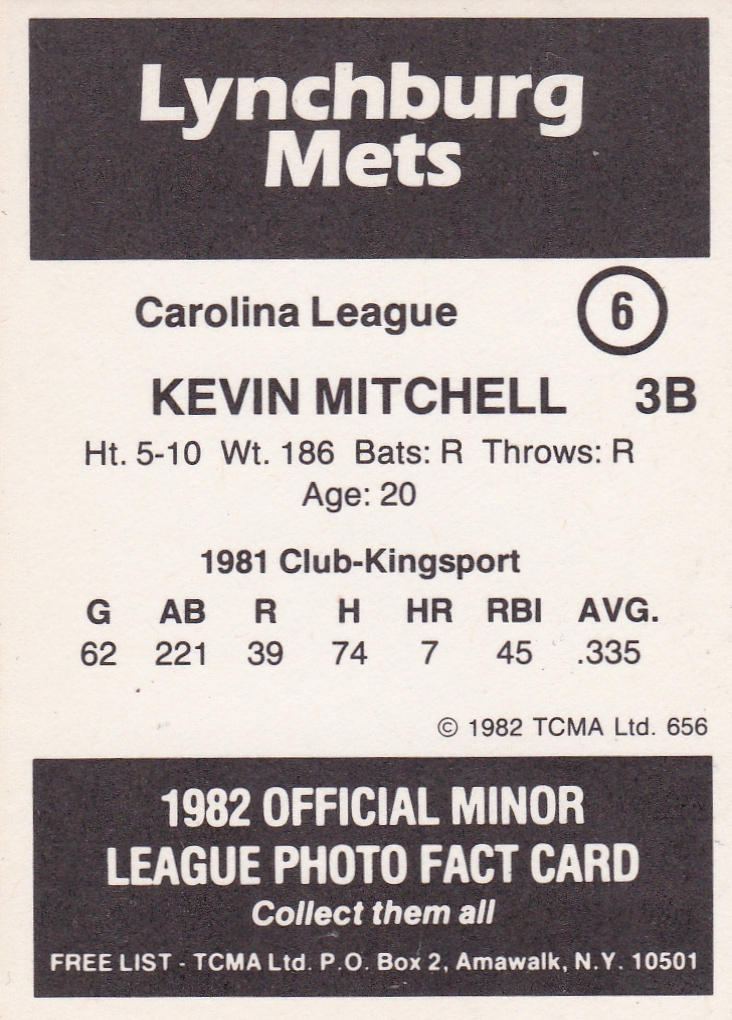 Lynchburg
Mets
Carolina League 6
KEVIN MITCHELL 3B
Ht. 5-10 Wt. 186 Bats: R Throws: R
Age: 20
1981 Club-Kingsport
G AB R H HR RBI AVG.
62 221 39 74 7 45 .335
© 1982 TCMA Ltd. 656
1982 OFFICIAL MINOR
LEAGUE PHOTO FACT CARD
Collect them all
FREE LIST - TCMA Ltd. P.O. Box 2, Amawalk, N.Y. 10501